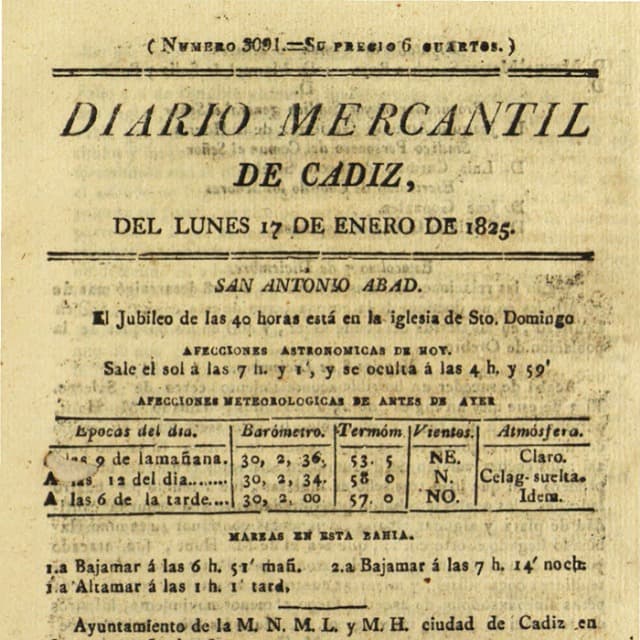 ( NUMERO 3091.=SU PRECIO 6 QUARTOS. )
DIARIO MERCANTIL
DE CADIZ,
DEL LUNES 17 DE ENERO DE 1825.
SAN ANTONIO ABAD.
El Jubileo de las 40 horas está en la iglesia de Sto. Domingo
AFECCIONES ASTRONOMICAS DE HOY.
Sale el sol á las 7 h. y 1', y se oculta á las 4 h. y 59'
AFECCIONES METEOROLOGICAS DE ANTES DE AYER
Epocas del dia. Barómetro. Termóm. Vientos. Atmósfera.
las 9 de la mañana. 30, 2, 36, 53. 5 NE. Claro.
A las 12 del dia....... 30, 2, 34. 58 0 N. Celag. suelta.
A las 6 de la tarde.... 30, 2, 00 57. 0 NO. Idem.
MAREAS EN ESTA BAHIA.
1.a Bajamar á las 6 h. 51' mañ. 2.a Bajamar á las 7 h. 14' noch.
1.a Altamar á las 1 h. 1' tard.
Ayuntamiento de la M. N. M. L. y M. H. ciudad de Cadiz en